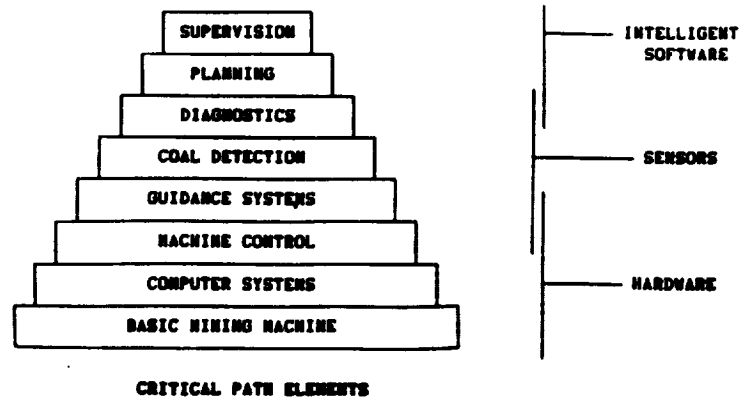 SUPERVISION
PLANNING
DIAGNOSTICS
COAL DETECTION
GUIDANCE SYSTEMS
MACHINE CONTROL
COMPUTER SYSTEMS
BASIC MINING MACHINE
CRITICAL PATH ELEMENTS
INTELLIGENT
SOFTWARE
SENSORS
HARDWARE